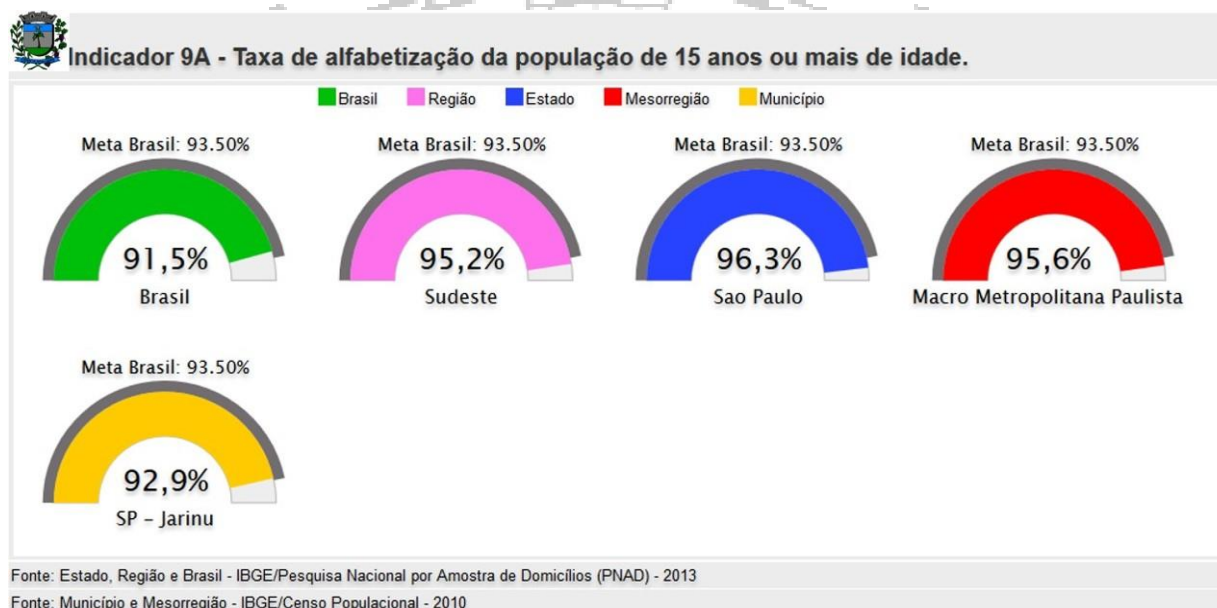 Indicador 9A - Taxa de alfabetização da população de 15 anos ou mais de idade.
Brasil Região Estado Mesorregião Município
Meta Brasil: 93.50% Meta Brasil: 93.50% Meta Brasil: 93.50% Meta Brasil: 93.50%
91,5% 95,2% 96,3% 95,6%
Brasil Sudeste Sao Paulo Macro Metropolitana Paulista
Meta Brasil: 93.50%
92,9%
SP - Jarinu
Fonte: Estado, Região e Brasil - IBGE/Pesquisa Nacional por Amostra de Domicílios (PNAD) - 2013
Fonte: Município e Mesorregião - IBGE/Censo Populacional - 2010